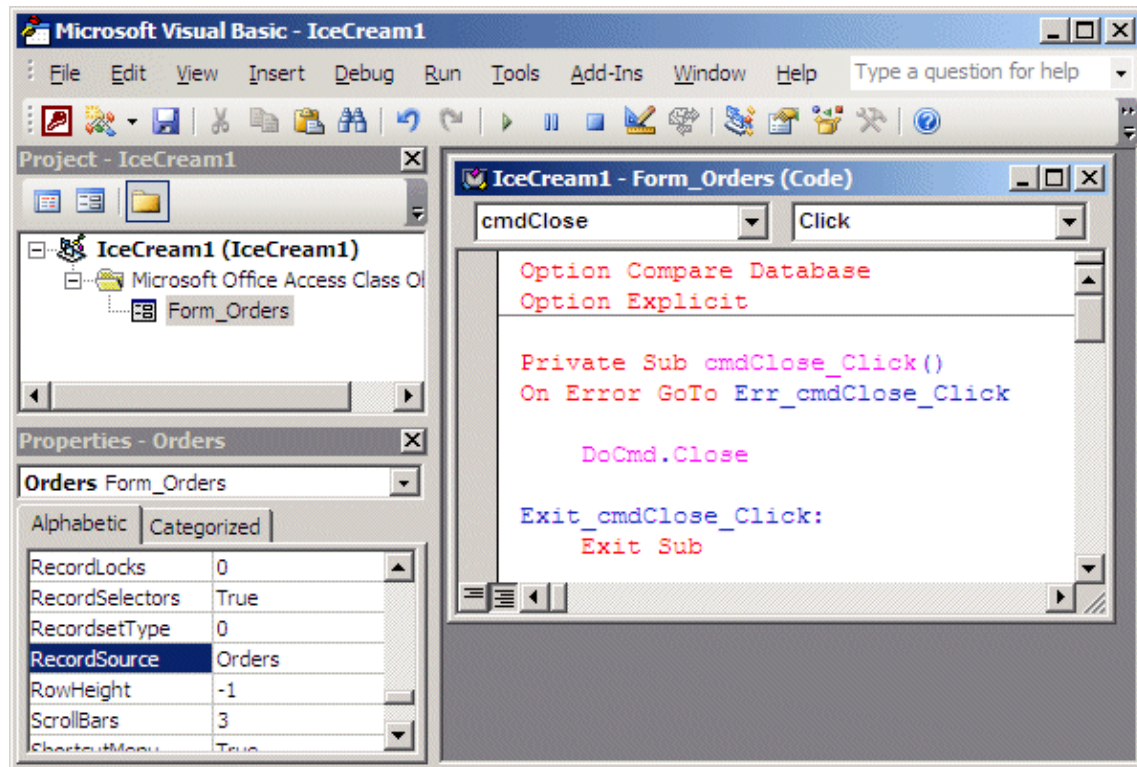 Microsoft Visual Basic - IceCream1
File Edit View Insert Debug Run Tools Add-Ins Window Help Type a question for help
Project - IceCream1
IceCream1 (IceCream1)
Microsoft Office Access Class Ol
Form_Orders
Properties - Orders
Orders Form_Orders
Alphabetic Categorized
RecordLocks 0
RecordSelectors True
RecordsetType 0
RecordSource Orders
RowHeight -1
ScrollBars 3
ShortcutMenu True
IceCream1 - Form_Orders (Code)
cmdClose Click
Option Compare Database
Option Explicit
Private Sub cmdClose_Click()
On Error GoTo Err_cmdClose_Click
DoCmd.Close
Exit_cmdClose_Click:
Exit Sub